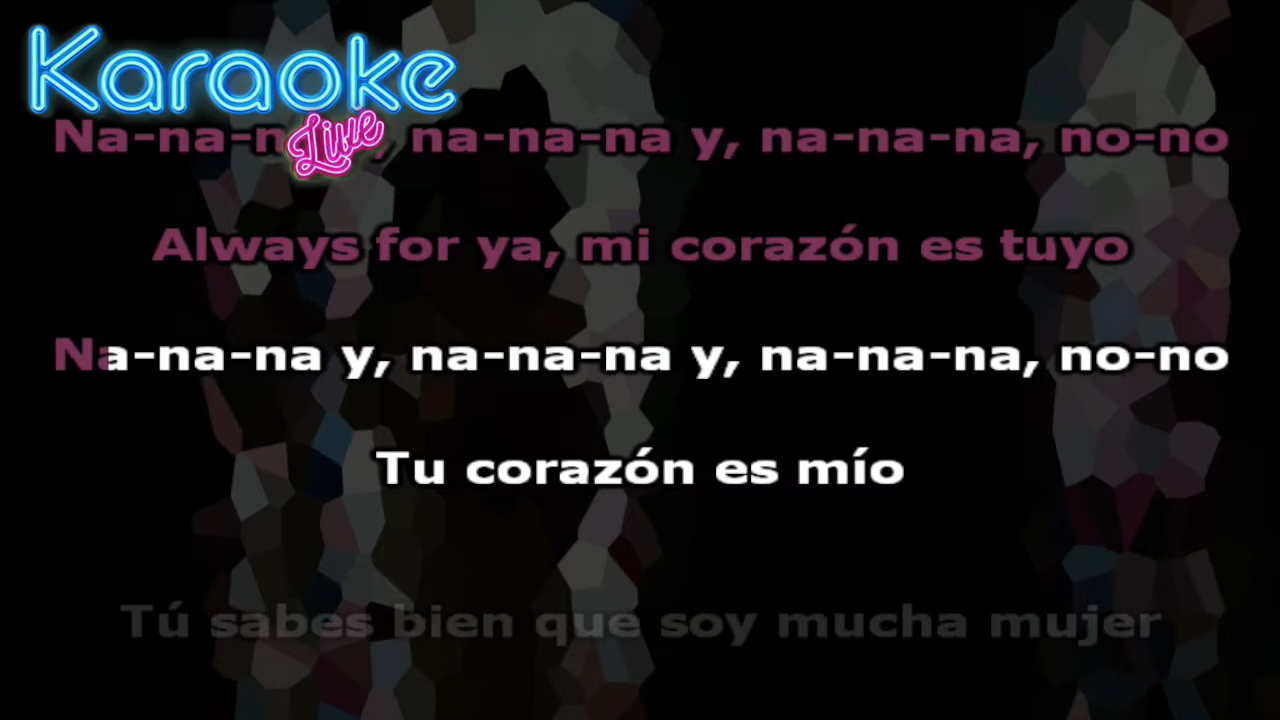 Karaoke
Live
Na-na-n , na-na-na y, na-na-na, no-no
Always for ya, mi corazón es tuyo
Na-na-na y, na-na-na y, na-na-na, no-no
Tu corazón es mío
Tú sabes bien que soy mucha mujer